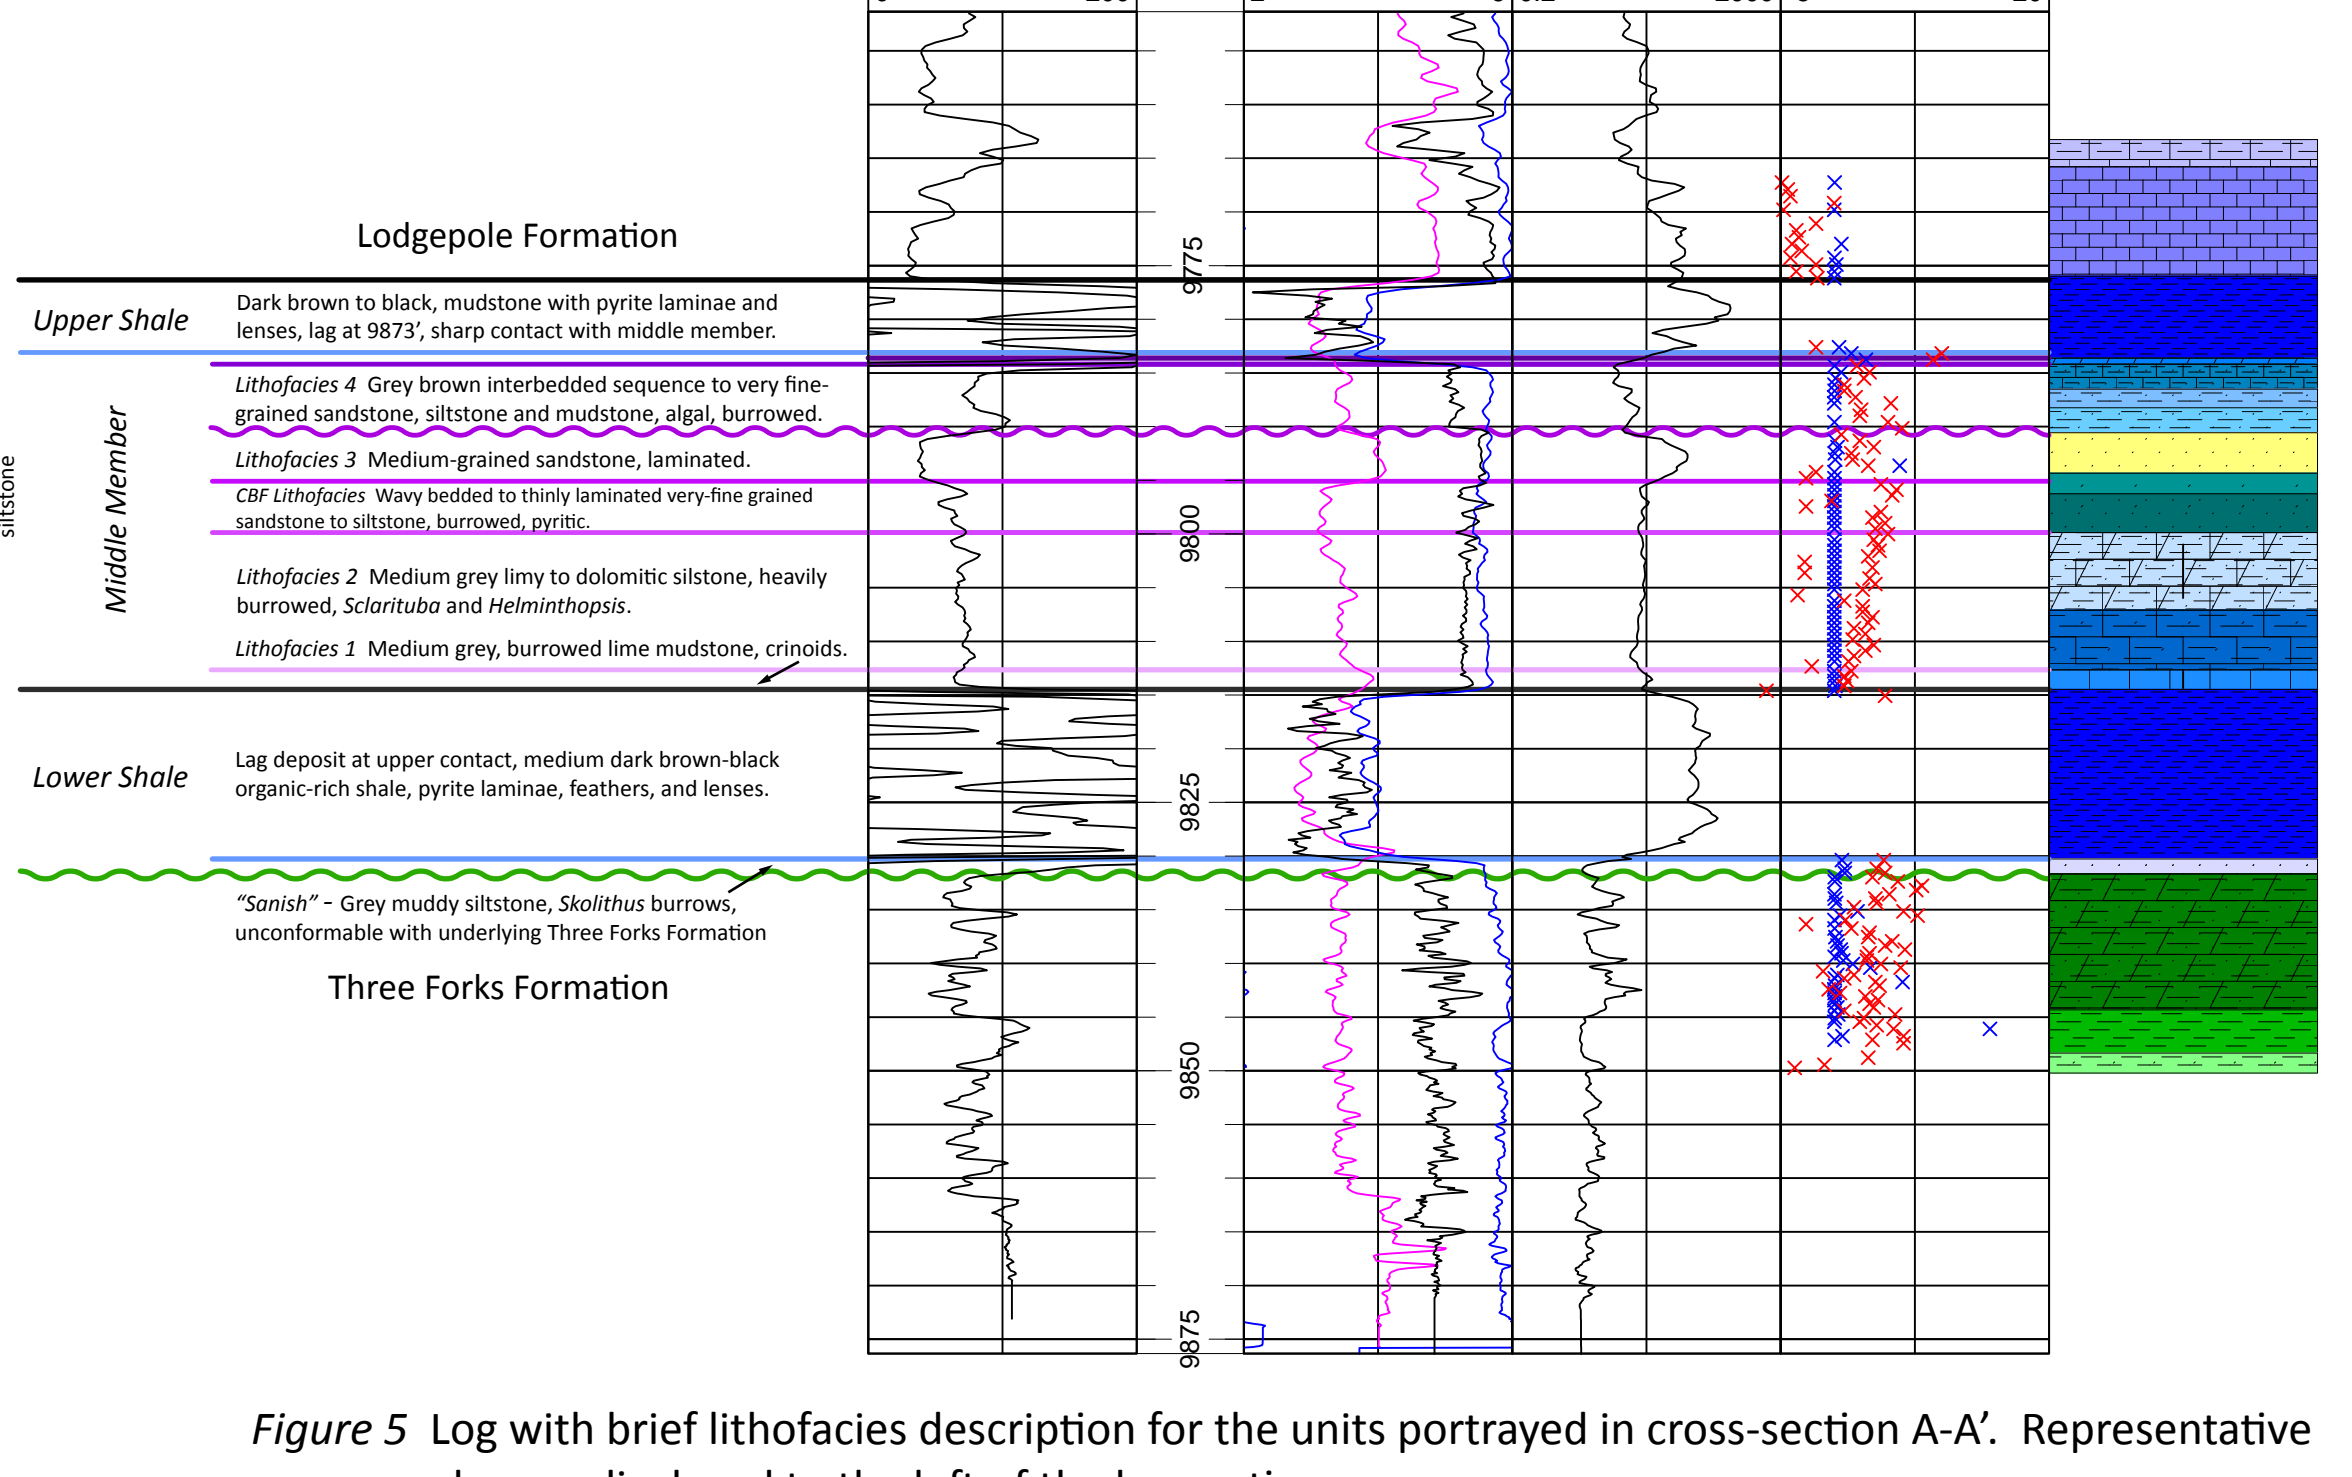 Lodgepole Formation
Upper Shale
Dark brown to black, mudstone with pyrite laminae and
lenses, lag at 9873’, sharp contact with middle member.
siltstone
Middle Member
Lithofacies 4 Grey brown interbedded sequence to very fine-
grained sandstone, siltstone and mudstone, algal, burrowed.
Lithofacies 3 Medium-grained sandstone, laminated.
CBF Lithofacies Wavy bedded to thinly laminated very-fine grained
sandstone to siltstone, burrowed, pyritic.
Lithofacies 2 Medium grey limy to dolomitic silstone, heavily
burrowed, Sclarituba and Helminthopsis.
Lithofacies 1 Medium grey, burrowed lime mudstone, crinoids.
Lower Shale
Lag deposit at upper contact, medium dark brown-black
organic-rich shale, pyrite laminae, feathers, and lenses.
“Sanish” - Grey muddy siltstone, Skolithus burrows,
unconformable with underlying Three Forks Formation
Three Forks Formation
9775
9800
9825
9850
9875
Figure 5 Log with brief lithofacies description for the units portrayed in cross-section A-A’. Representative